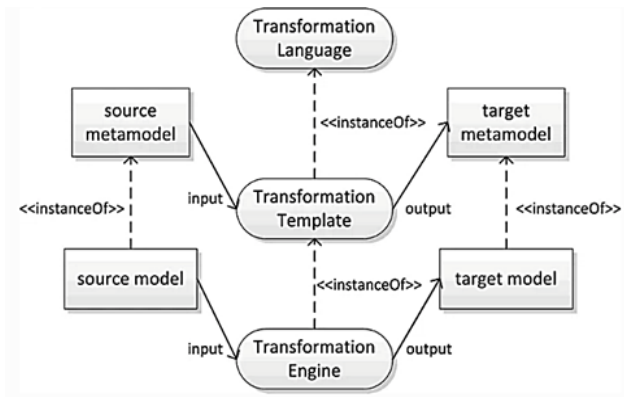 Transformation
Language
source
metamodel
<<instanceOf>>
target
metamodel
<<instanceOf>>
input
Transformation
Template
output
<<instanceOf>>
source model
<<instanceOf>>
target model
input
Transformation
Engine
output